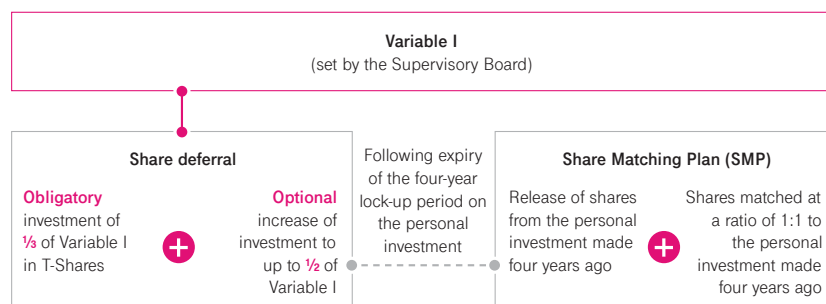 Variable I
(set by the Supervisory Board)
Share deferral
Obligatory
investment of
⅓ of Variable I
in T-Shares
Optional
increase of
investment to
up to ½ of
Variable I
Following expiry
of the four-year
lock-up period on
the personal
investment
Share Matching Plan (SMP)
Release of shares
from the personal
investment made
four years ago
Shares matched at
a ratio of 1:1 to
the personal
investment made
four years ago